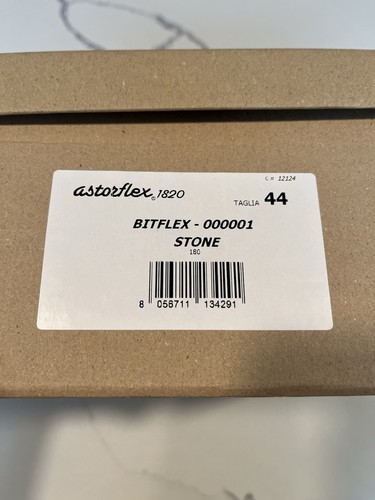 C.M 12124
astorflex® 1820
TAGLIA 44
BITFLEX - 000001
STONE
180
8 056711 134291